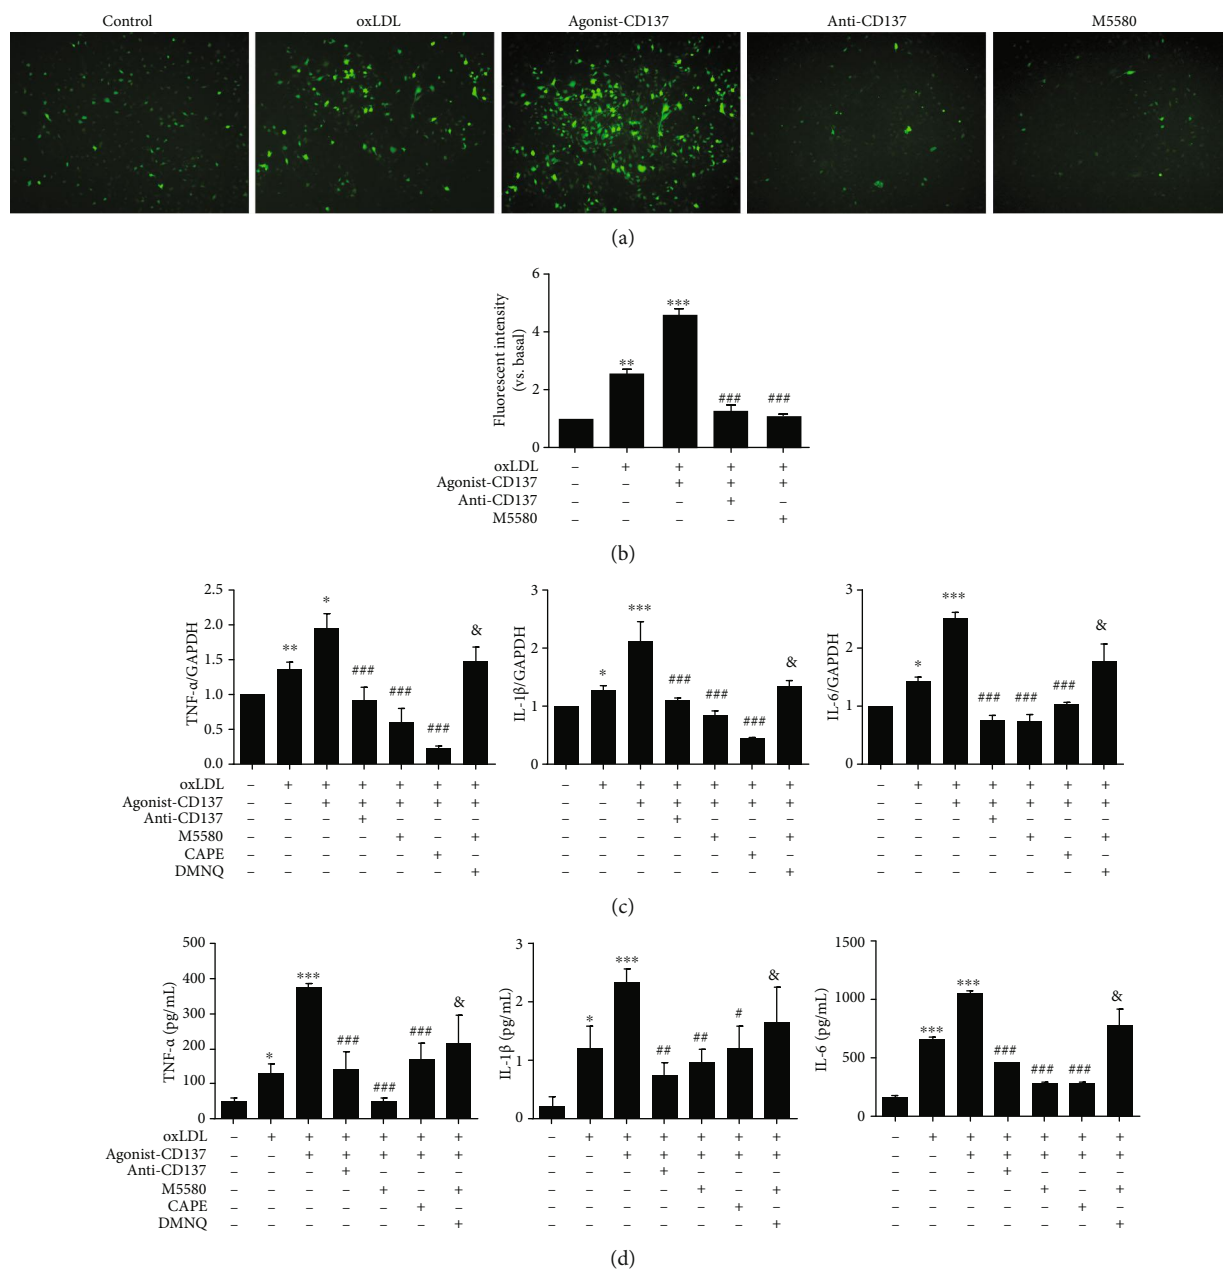 Control oxLDL Agonist-CD137 Anti-CD137 M5580
(a)
Fluorescent intensity
(vs. basal)
6
4
2
0
** *** ### ###
oxLDL – + + + +
Agonist-CD137 – – + + +
Anti-CD137 – – – + –
M5580 – – – – +
(b)
TNF-α/GAPDH
2.5
2.0
1.5
1.0
0.5
0.0
** * ### ### ### &
IL-1β/GAPDH
3
2
1
0
* *** ### ### ### &
IL-6/GAPDH
3
2
1
0
* *** ### ### ### &
oxLDL – + + + + + + – + + + + + + – + + + + + +
Agonist-CD137 – – + + + + + – – + + + + + – – + + + + +
Anti-CD137 – – – + – – – – – – + – – – – – – + – – –
M5580 – – – – + – + – – – – + – + – – – – + – +
CAPE – – – – – + – – – – – – + – – – – – – + –
DMNQ – – – – – – + – – – – – – + – – – – – – +
(c)
TNF-α (pg/mL)
500
400
300
200
100
0
* *** ### ### ### &
IL-1β (pg/mL)
3
2
1
0
* *** ## ## # &
IL-6 (pg/mL)
1500
1000
500
0
*** *** ### ### ### &
oxLDL – + + + + + + – + + + + + + – + + + + + +
Agonist-CD137 – – + + + + + – – + + + + + – – + + + + +
Anti-CD137 – – – + – – – – – – + – – – – – – + – – –
M5580 – – – – + – + – – – – + – + – – – – + – +
CAPE – – – – – + – – – – – – + – – – – – – + –
DMNQ – – – – – – + – – – – – – + – – – – – – +
(d)